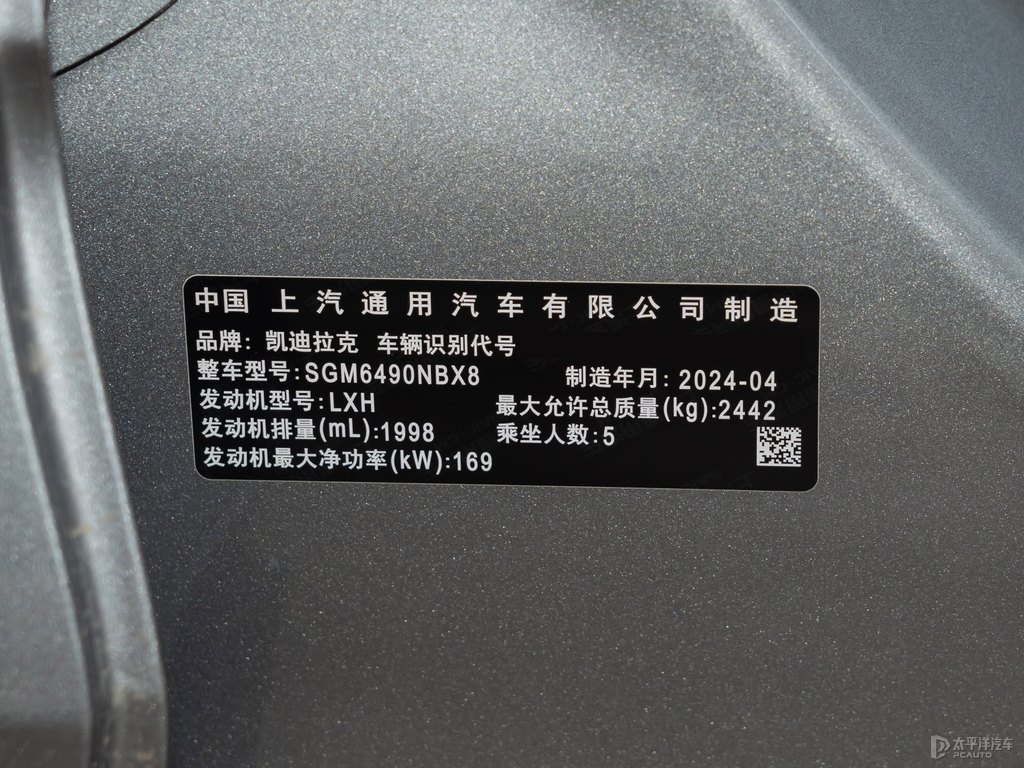 中国 上汽通用汽车有限公司制造
品牌: 凯迪拉克 车辆识别代号
整车型号:SGM6490NBX8 制造年月: 2024-04
发动机型号:LXH 最大允许总质量(kg):2442
发动机排量(mL):1998 乘坐人数:5
发动机最大净功率(kW):169
太平洋汽车
PCAUTO